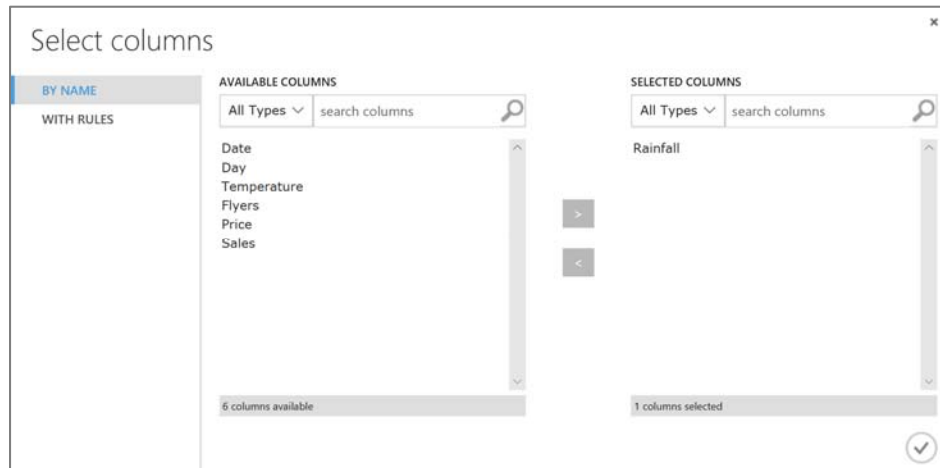 Select columns
BY NAME
WITH RULES
AVAILABLE COLUMNS
All Types
search columns
Date
Day
Temperature
Flyers
Price
Sales
6 columns available
>
<
SELECTED COLUMNS
All Types
search columns
Rainfall
1 columns selected